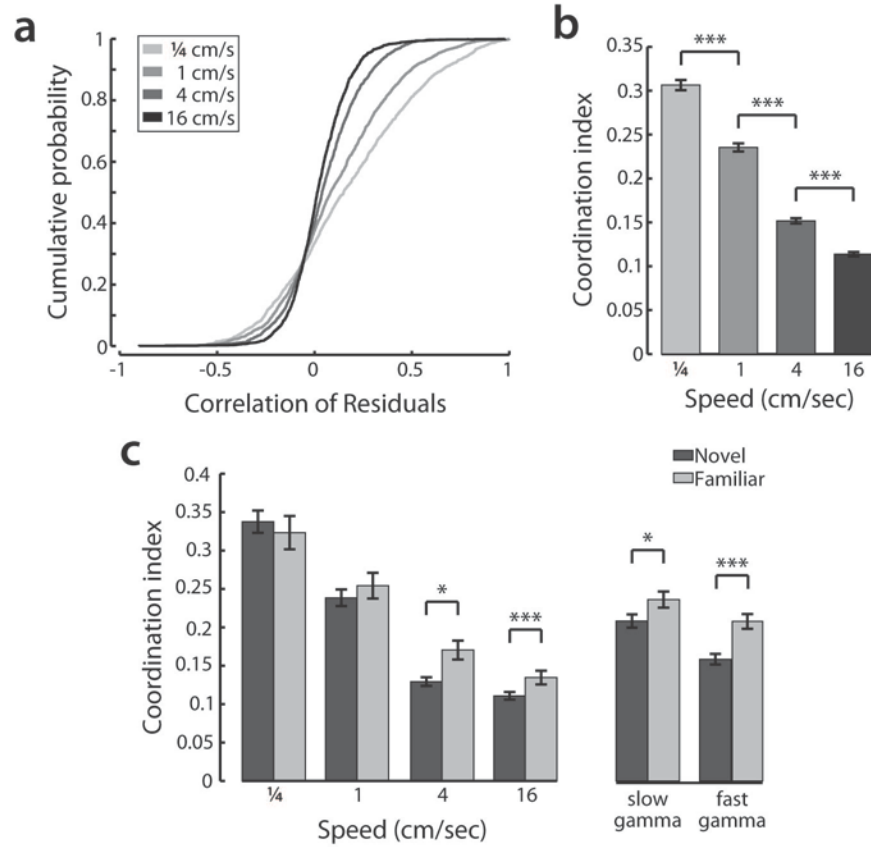 a
1
0.8
0.6
0.4
0.2
0
Cumulative probability
¼ cm/s
1 cm/s
4 cm/s
16 cm/s
-1 -0.5 0 0.5 1
Correlation of Residuals
b
0.35
0.3
0.25
0.2
0.15
0.1
0.05
0
Coordination index
***
***
***
¼ 1 4 16
Speed (cm/sec)
c
0.4
0.35
0.3
0.25
0.2
0.15
0.1
0.05
0
Coordination index
* ***
¼ 1 4 16
Speed (cm/sec)
Novel
Familiar
* ***
slow fast
gamma gamma